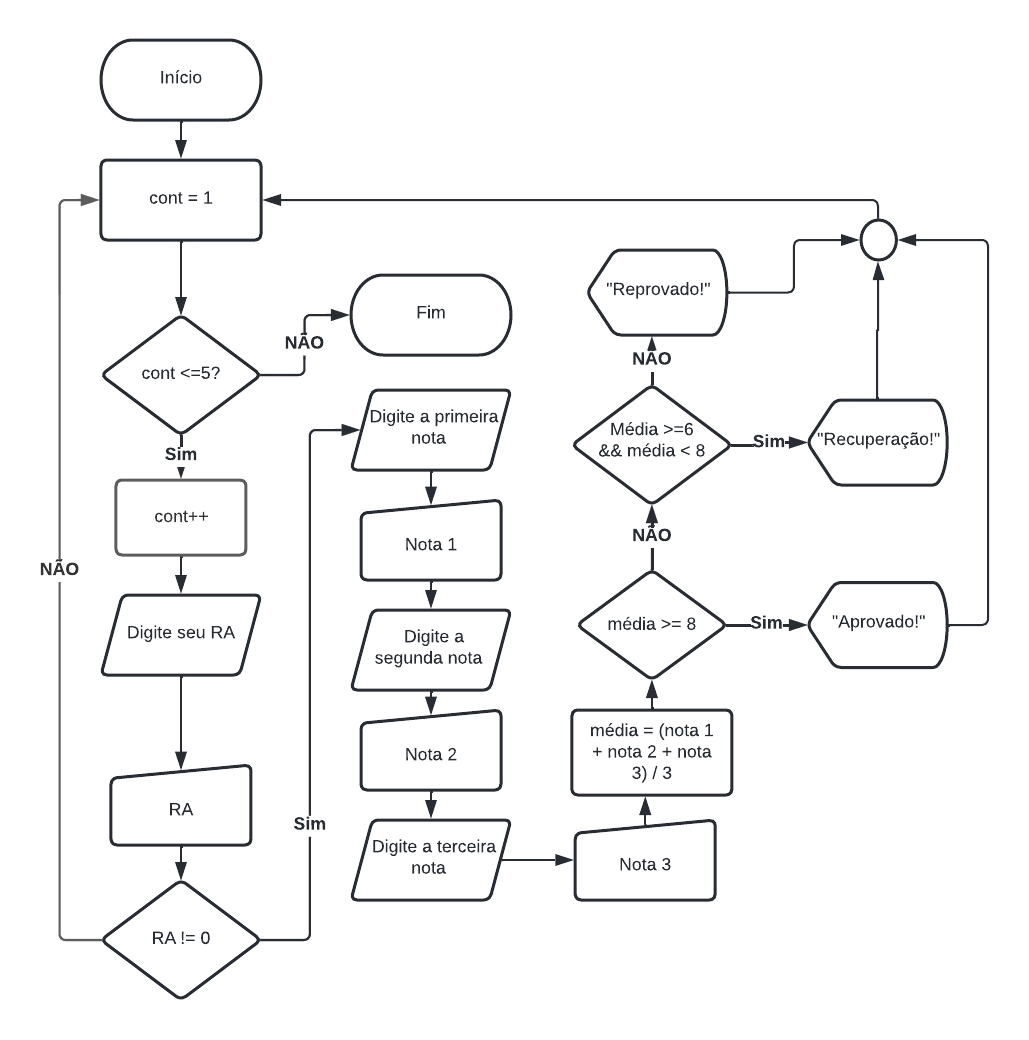 Início
cont = 1
cont <=5?
NÃO
Fim
Sim
cont++
Digite seu RA
RA
RA != 0
NÃO
Sim
Digite a primeira
nota
Nota 1
Digite a
segunda nota
Nota 2
Digite a terceira
nota
Nota 3
média = (nota 1
+ nota 2 + nota
3) / 3
média >= 8
Sim
"Aprovado!"
NÃO
Média >=6
&& média < 8
Sim
"Recuperação!"
NÃO
"Reprovado!"